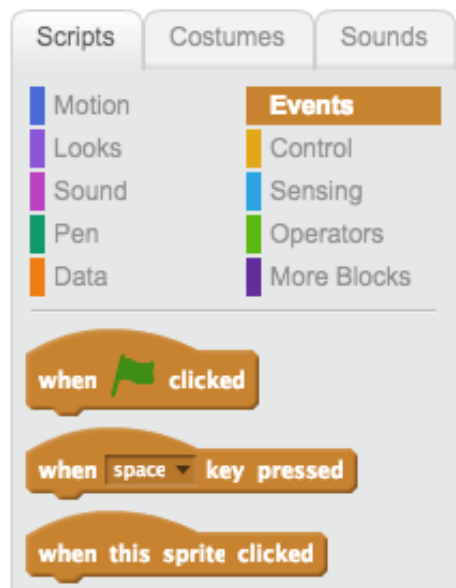 Scripts Costumes Sounds
Motion Events
Looks Control
Sound Sensing
Pen Operators
Data More Blocks
when clicked
when space key pressed
when this sprite clicked